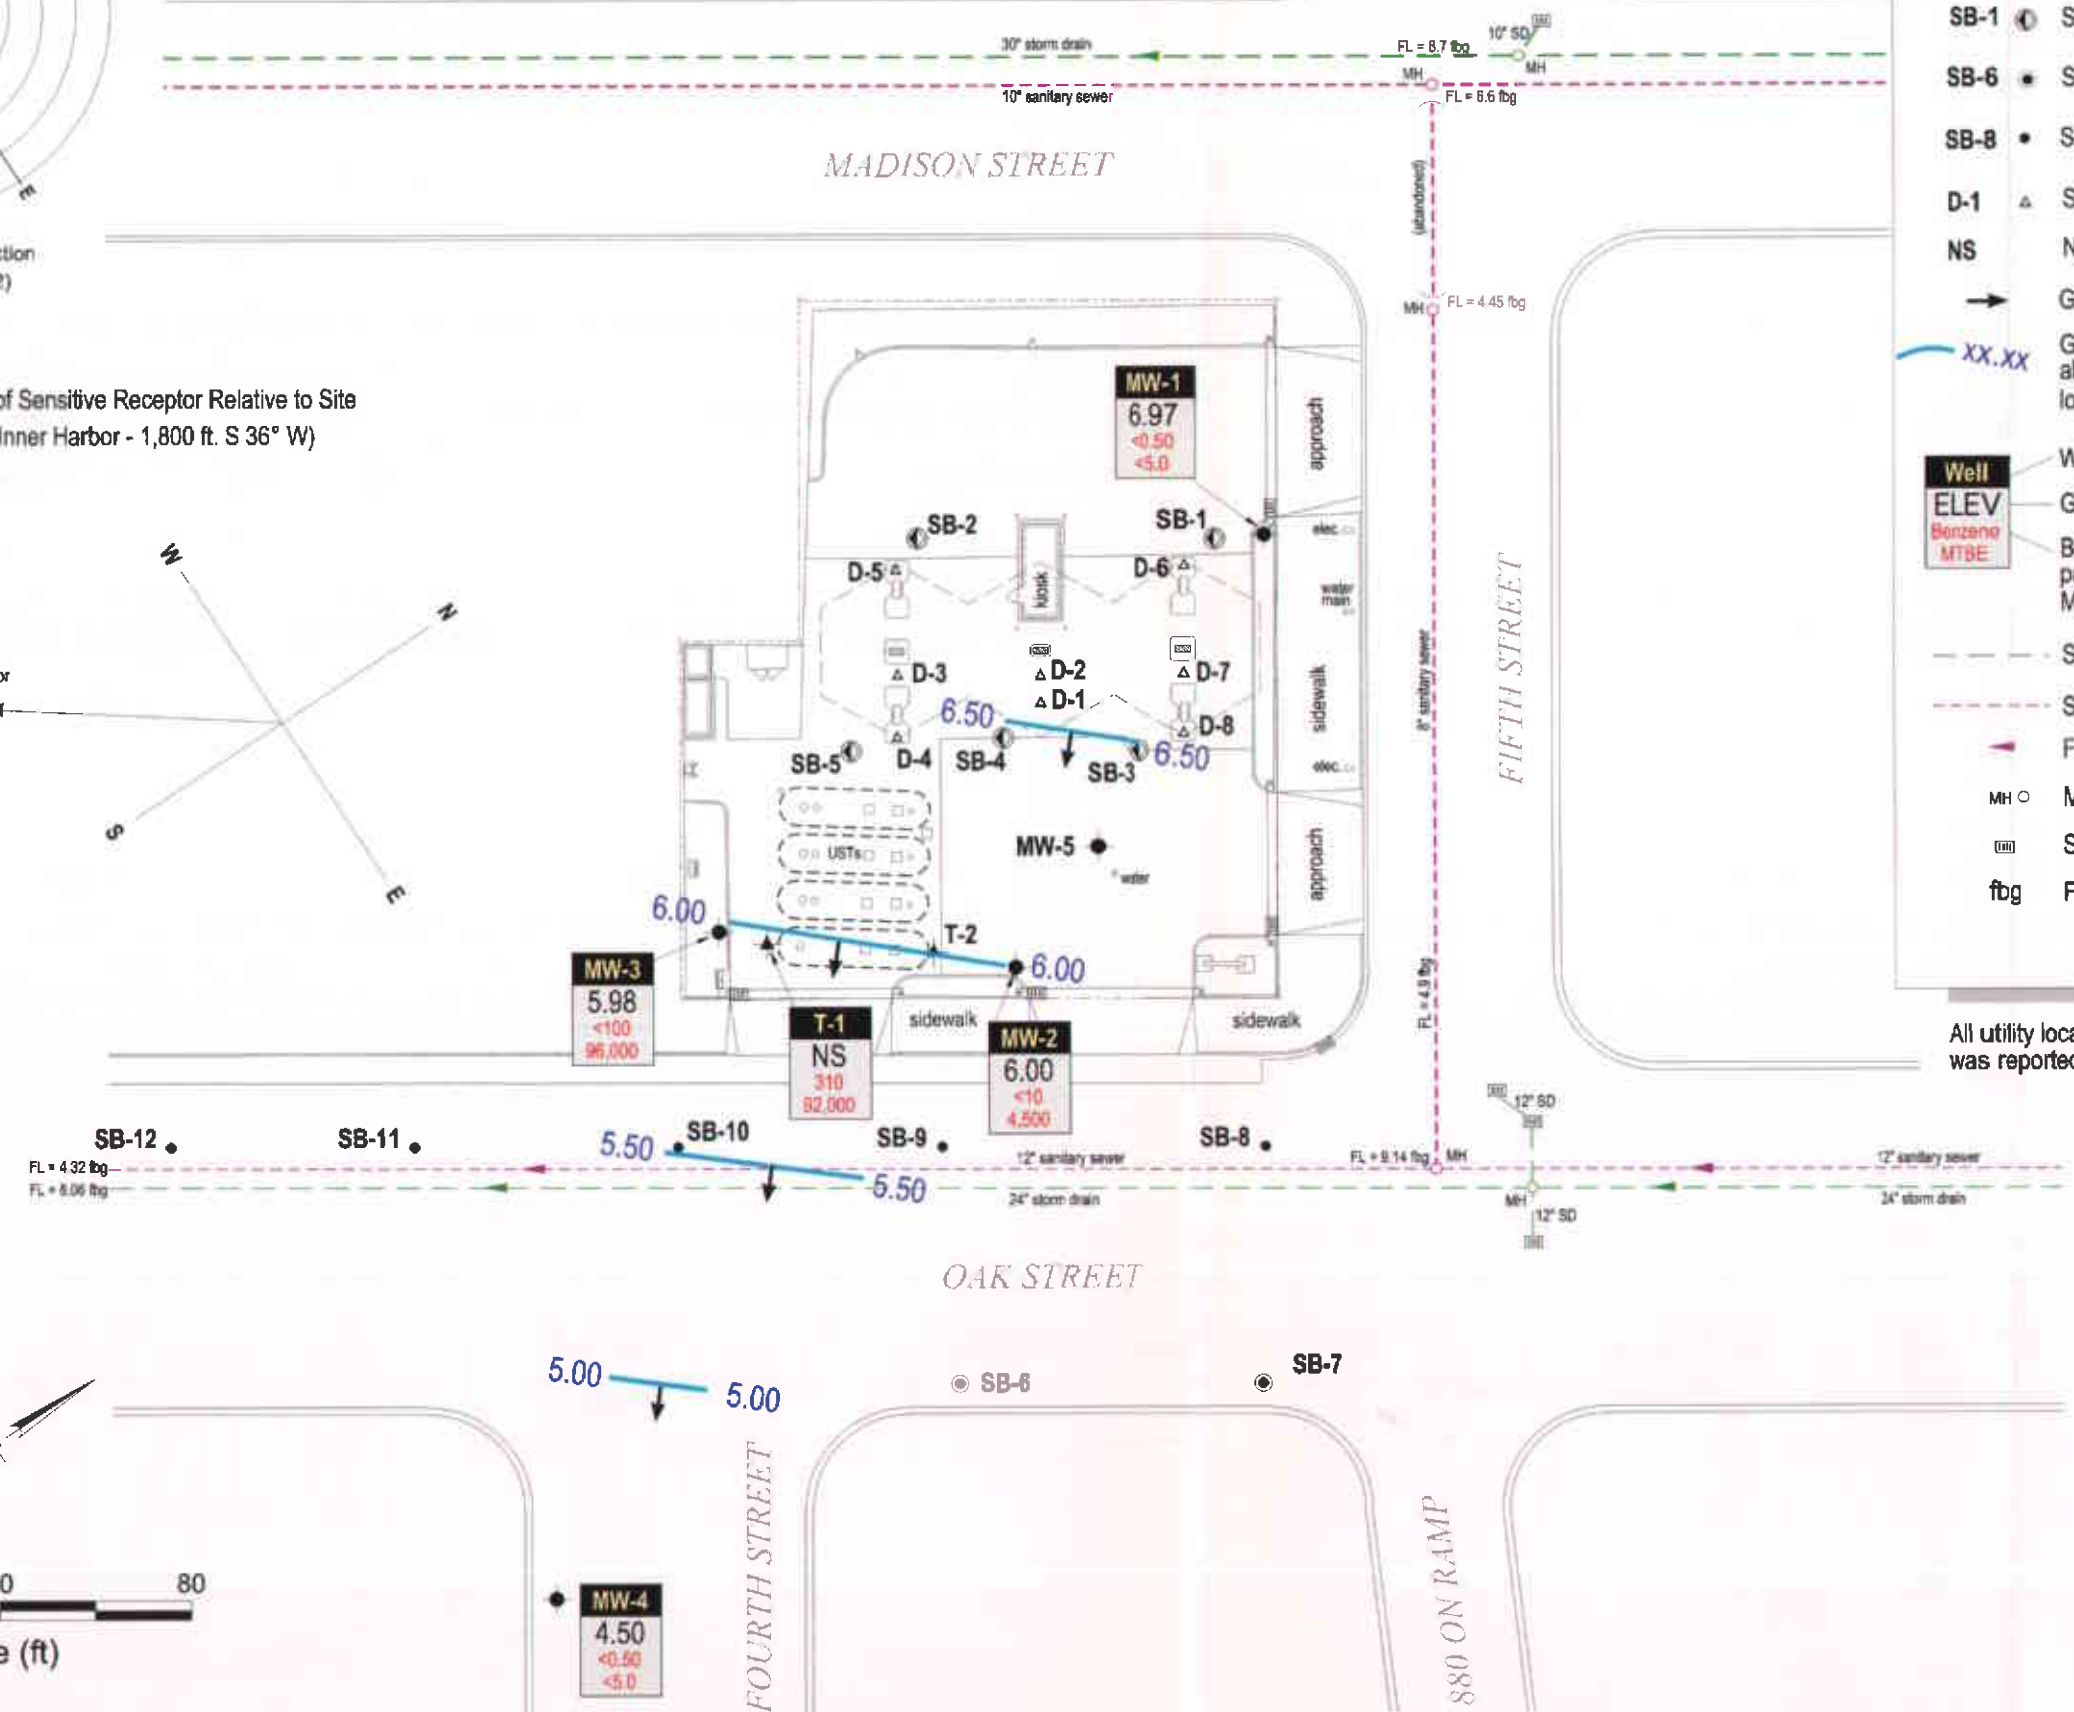 30" storm drain
10" sanitary sewer
FL = 8.7 fbg
10" SD
MH
MH
FL = 6.6 fbg
MADISON STREET
(abandoned)
MH
FL = 4.45 fbg
E
of Sensitive Receptor Relative to Site
Inner Harbor - 1,800 ft. S 36° W)
W
N
S
E
MW-1
6.97
<0.50
<5.0
approach
SB-2
SB-1
elec.
D-5
kiosk
D-6
water
main
D-3
D-2
D-7
D-1
6.50
D-8
sidewalk
8" sanitary sewer
FIFTH STREET
SB-5
D-4
SB-4
SB-3
6.50
elec.
USTs
MW-5
water
approach
6.00
T-2
6.00
MW-3
5.98
<100
96,000
T-1
NS
310
92,000
sidewalk
MW-2
6.00
<10
4,500
sidewalk
FL = 4.9 fbg
SB-12
SB-11
5.50
SB-10
SB-9
SB-8
FL = 4.32 fbg
FL = 6.06 fbg
12" sanitary sewer
FL = 9.14 fbg
MH
5.50
24" storm drain
12" SD
12" sanitary sewer
MH
12" SD
24" storm drain
OAK STREET
5.00
5.00
SB-6
SB-7
FOURTH STREET
880 ON RAMP
80
(ft)
MW-4
4.50
<0.50
<5.0
SB-1
SB-6
SB-8
D-1
NS
XX.XX
Well
ELEV
Benzene
MTBE
MH
fbg
All utility
was